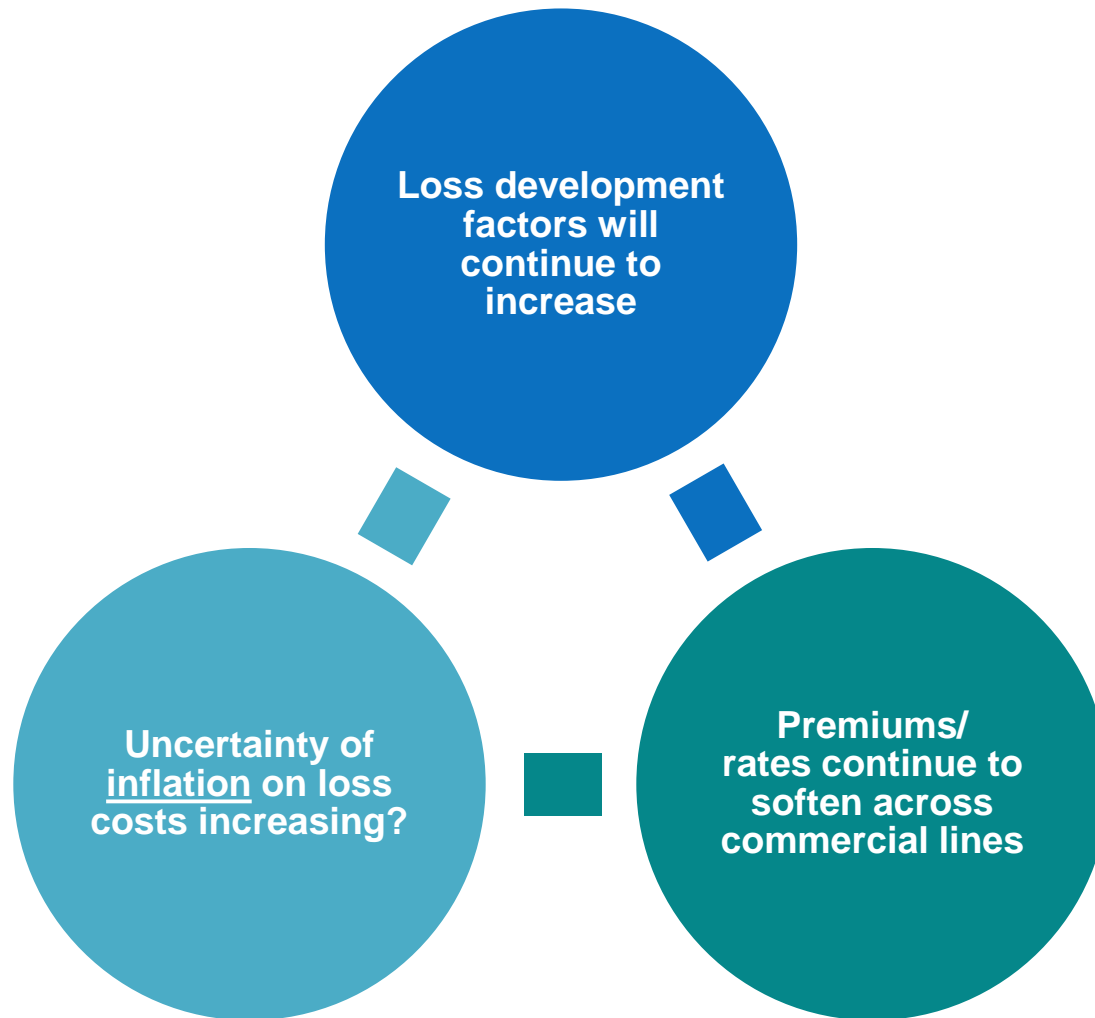 Loss development
factors will
continue to
increase
Uncertainty of
inflation on loss
costs increasing?
Premiums/
rates continue to
soften across
commercial lines